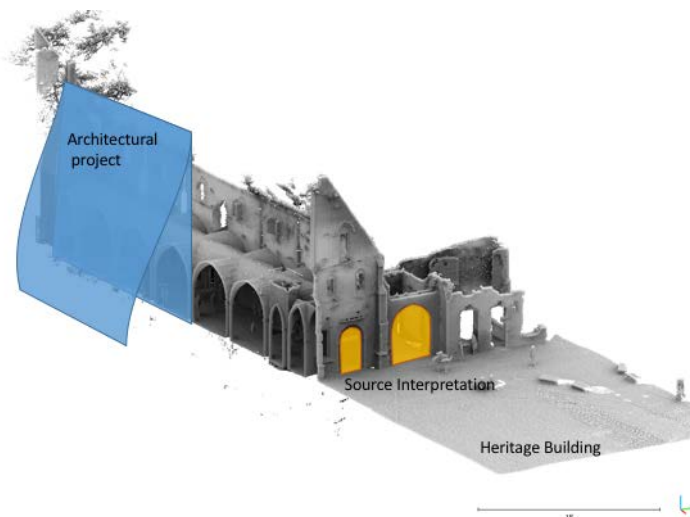 Architectural
project
Source Interpretation
Heritage Building